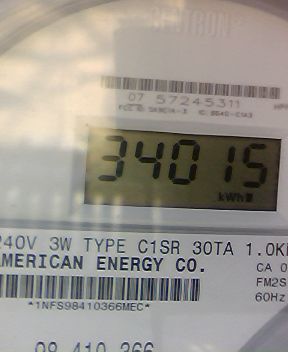 CENTRON®
07 57245311
34015
kWh
240V 3W TYPE C1SR 30TA 1.0K
AMERICAN ENERGY CO.
CA 0
FM2S
60Hz
*1NFS98410366MEC*
98 410 366